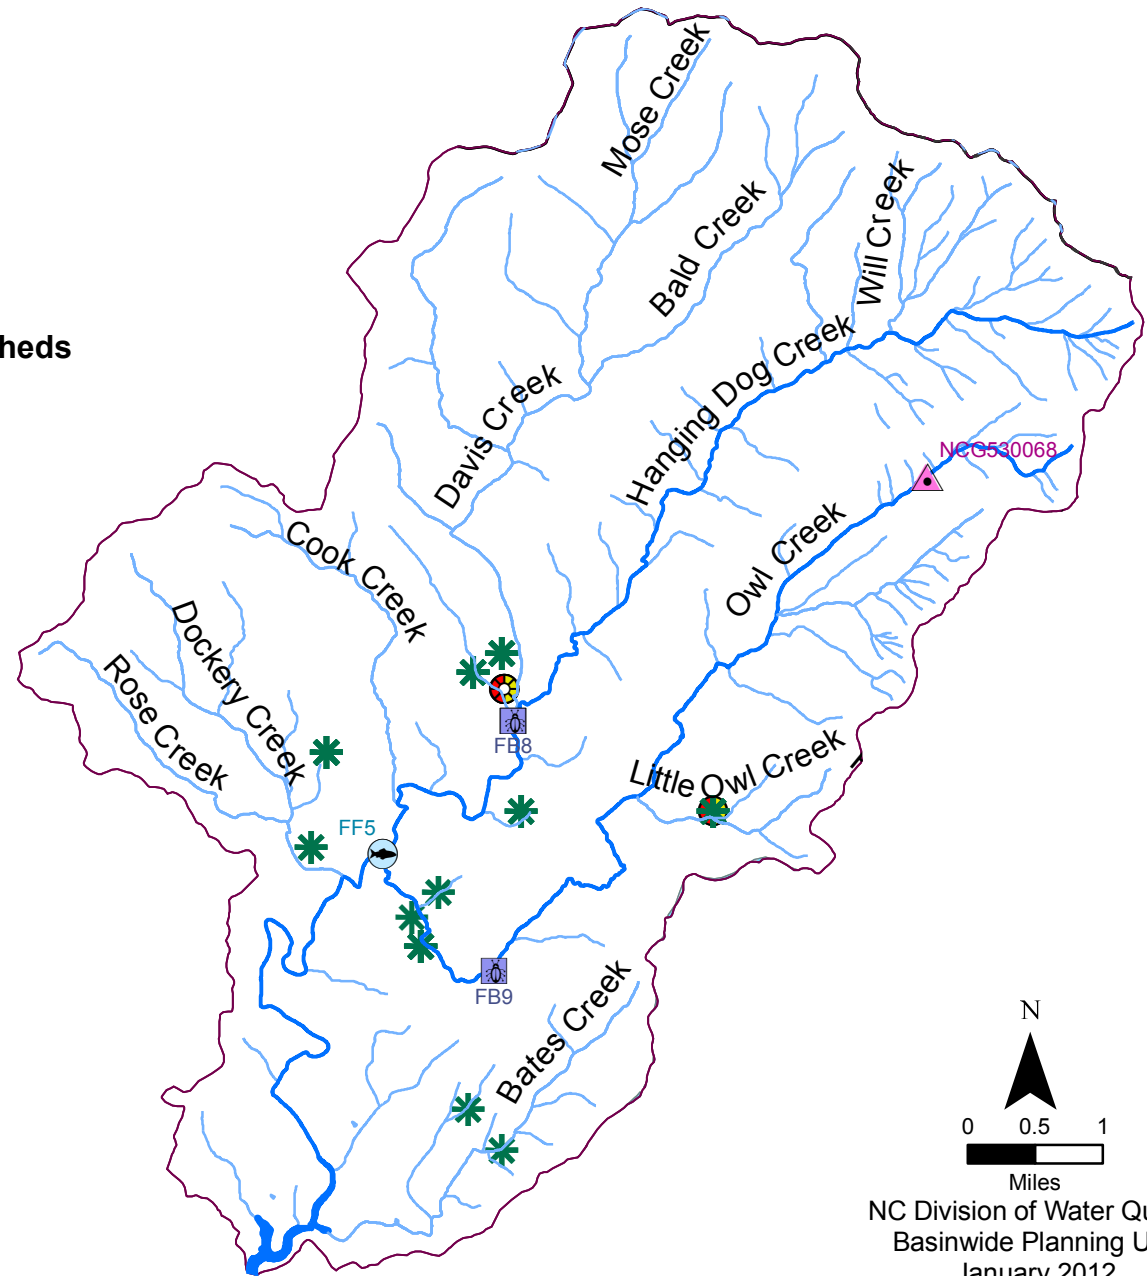 Mose Creek
Bald Creek
Will Creek
heds
Hanging Dog Creek
Davis Creek
NCG530068
Owl Creek
Cook Creek
Dockery Creek
Rose Creek
FB8
Little Owl Creek
FF5
FB9
Bates Creek
N
0 0.5 1
Miles
NC Division of Water Qu
Basinwide Planning U
January 2012